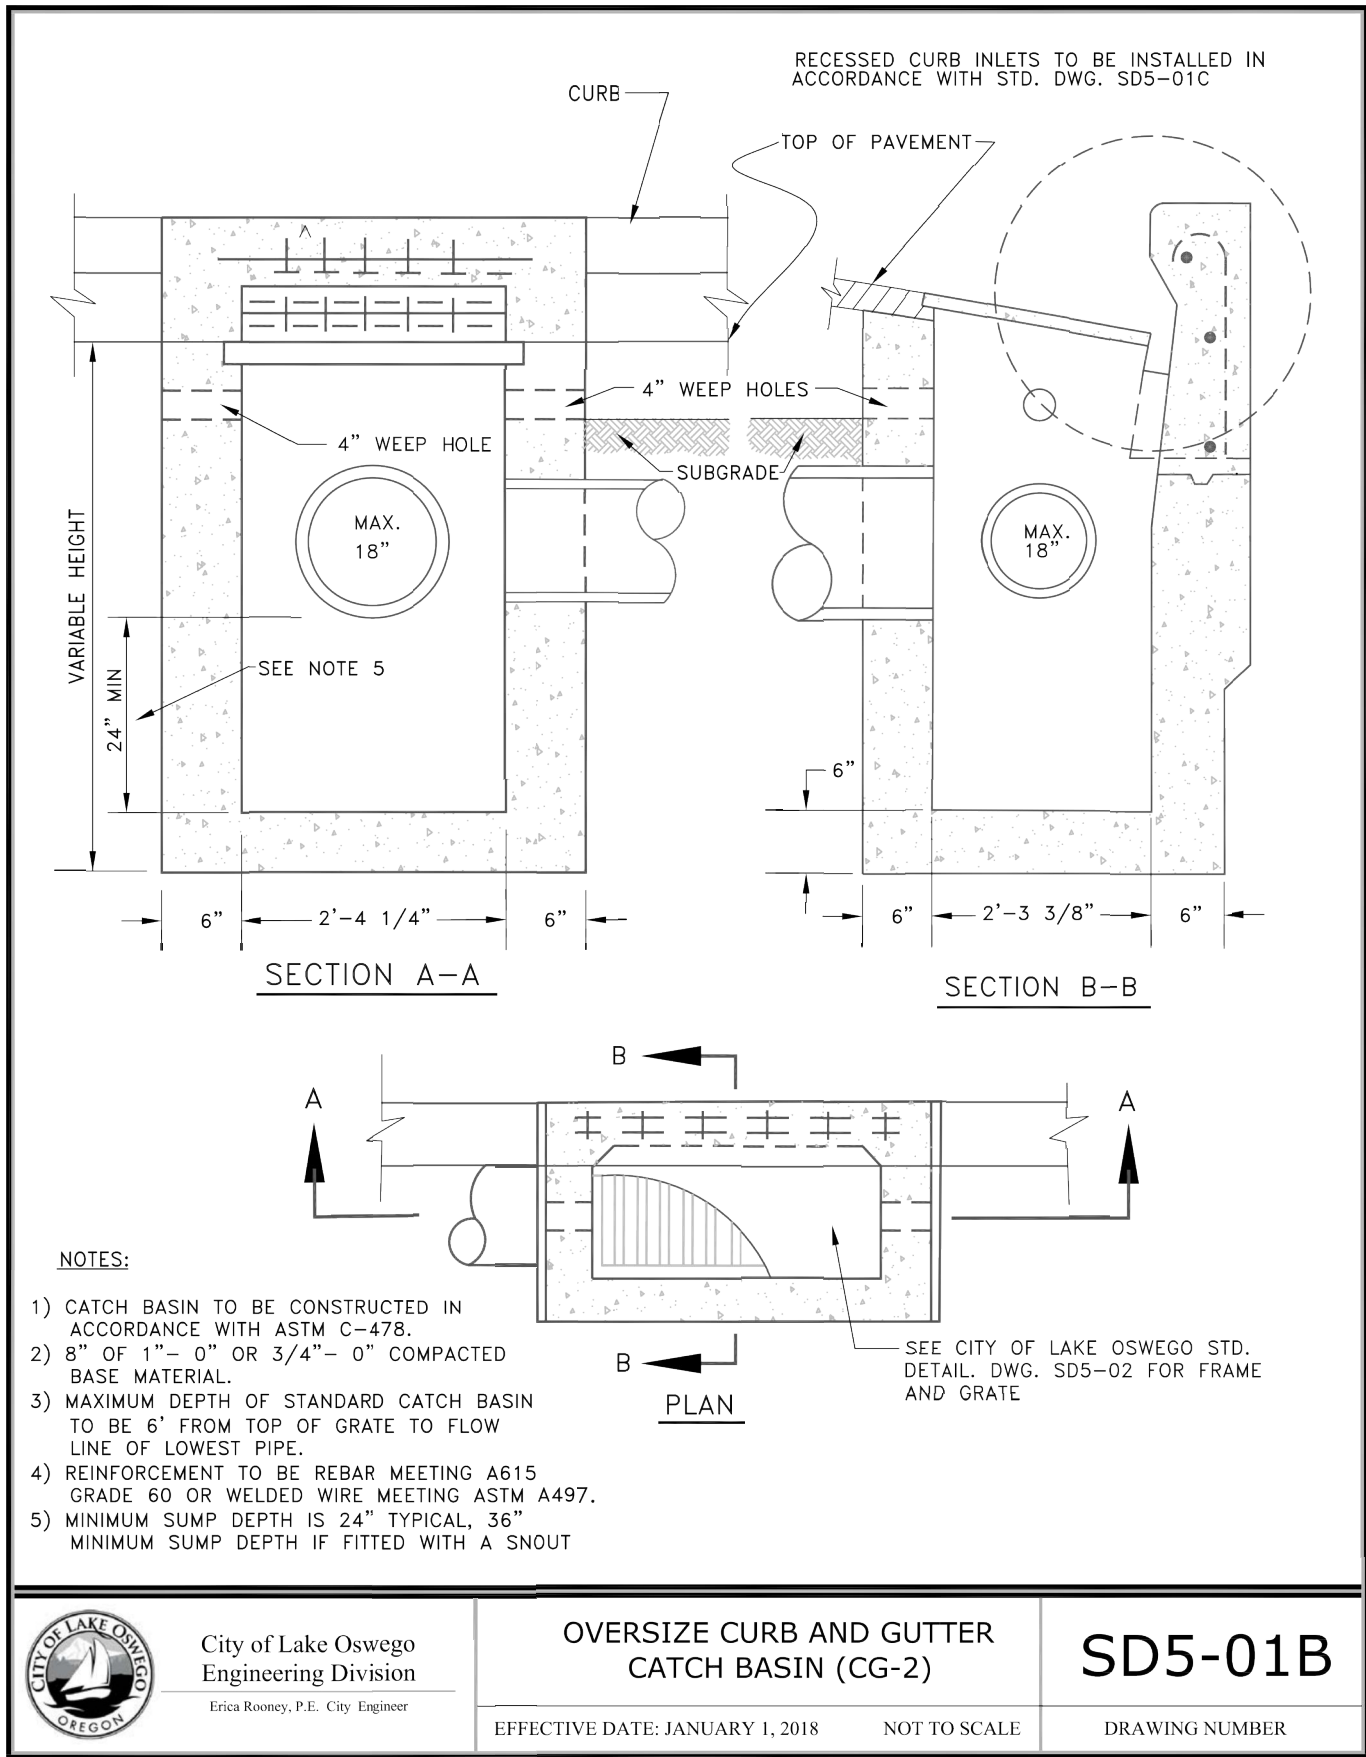 RECESSED CURB INLETS TO BE INSTALLED IN
ACCORDANCE WITH STD. DWG. SD5-01C
CURB
TOP OF PAVEMENT
4" WEEP HOLES
4" WEEP HOLE
SUBGRADE
MAX.
18"
MAX.
18"
VARIABLE HEIGHT
24" MIN
SEE NOTE 5
6"
6"
2'-4 1/4"
6"
6"
2'-3 3/8"
6"
SECTION A-A
SECTION B-B
B
A
A
B
PLAN
SEE CITY OF LAKE OSWEGO STD.
DETAIL. DWG. SD5-02 FOR FRAME
AND GRATE
NOTES:
1) CATCH BASIN TO BE CONSTRUCTED IN
ACCORDANCE WITH ASTM C-478.
2) 8" OF 1"- 0" OR 3/4"- 0" COMPACTED
BASE MATERIAL.
3) MAXIMUM DEPTH OF STANDARD CATCH BASIN
TO BE 6' FROM TOP OF GRATE TO FLOW
LINE OF LOWEST PIPE.
4) REINFORCEMENT TO BE REBAR MEETING A615
GRADE 60 OR WELDED WIRE MEETING ASTM A497.
5) MINIMUM SUMP DEPTH IS 24" TYPICAL, 36"
MINIMUM SUMP DEPTH IF FITTED WITH A SNOUT
CITY OF LAKE OSWEGO
OREGON
City of Lake Oswego
Engineering Division
Erica Rooney, P.E. City Engineer
OVERSIZE CURB AND GUTTER
CATCH BASIN (CG-2)
EFFECTIVE DATE: JANUARY 1, 2018
NOT TO SCALE
SD5-01B
DRAWING NUMBER